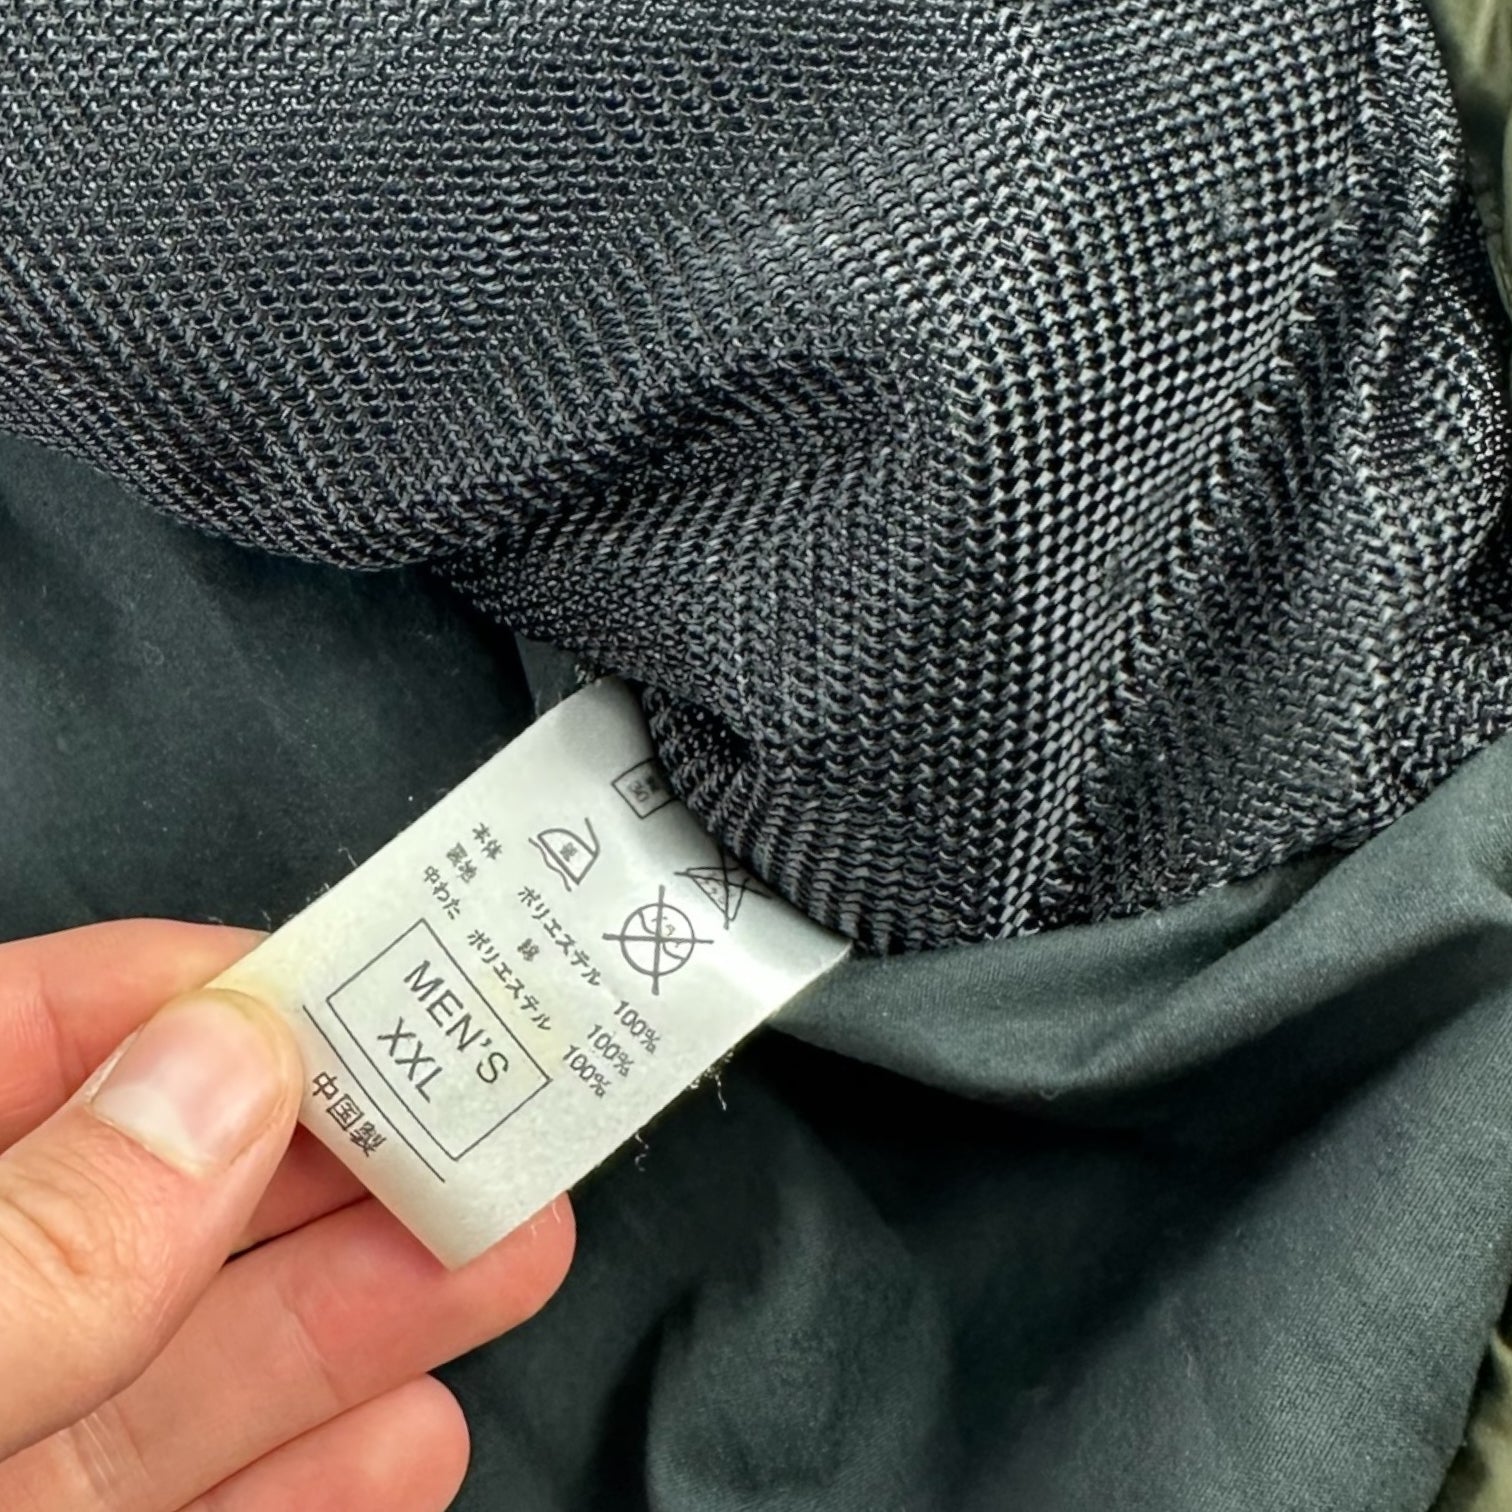 本体 ポリエステル 100%
裏地 綿 100%
中わた ポリエステル 100%
MEN'S
XXL
中国製